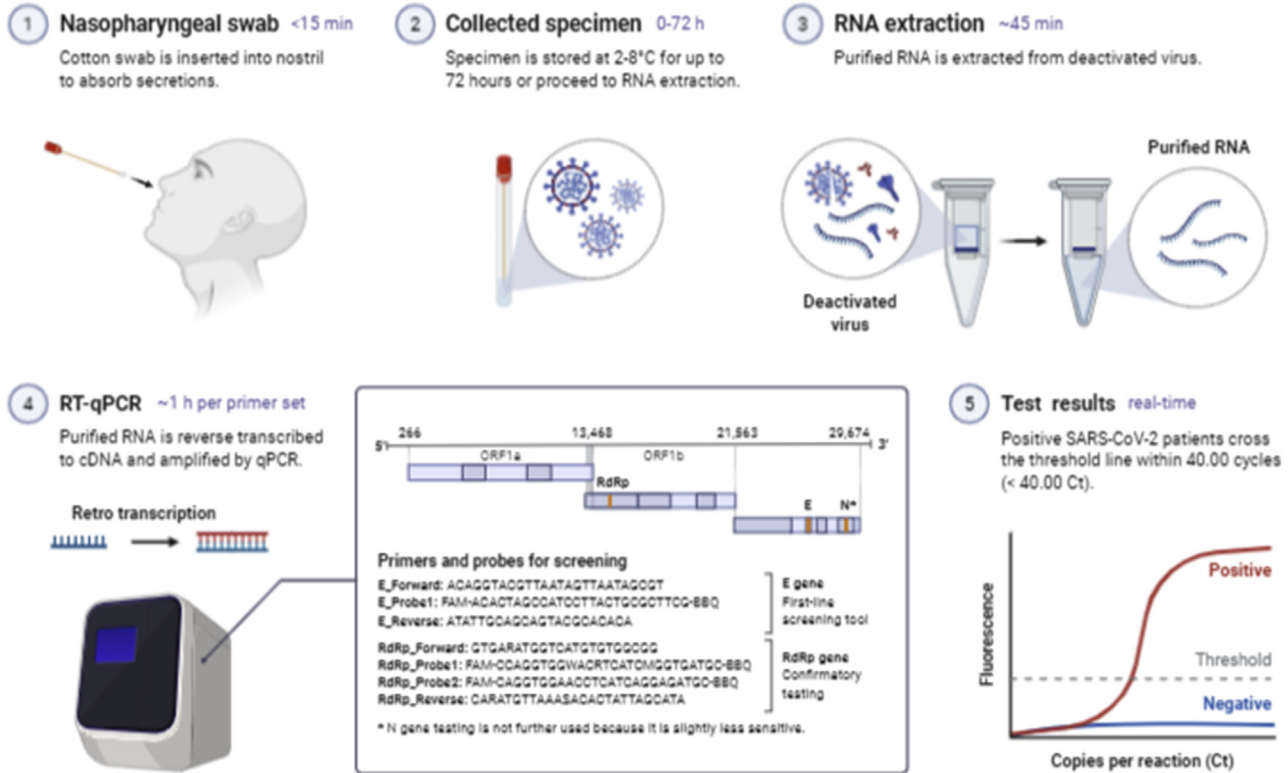 1 Nasopharyngeal swab <15 min
Cotton swab is inserted into nostril
to absorb secretions.
2 Collected specimen 0-72 h
Specimen is stored at 2-8°C for up to
72 hours or proceed to RNA extraction.
3 RNA extraction ~45 min
Purified RNA is extracted from deactivated virus.
Purified RNA
Deactivated
virus
4 RT-qPCR ~1 h per primer set
Purified RNA is reverse transcribed
to cDNA and amplified by qPCR.
Retro transcription
266 13,468 21,563 29,674
5' 3'
ORF1a ORF1b
RdRp
E N*
Primers and probes for screening
E_Forward: ACAGGTACGTTAATAGTTAATAGCGT
E_Probe1: FAM-ACACTAGCCATCCTTACTGCGCTTCG-BBQ
E_Reverse: ATATTGCAGCAGTACGCACACA
E gene
First-line
screening tool
RdRp_Forward: GTGARATGGTCATGTGTGGCGG
RdRp_Probe1: FAM-CCAGGTGGWACRTCATCMGGTGATGC-BBQ
RdRp_Probe2: FAM-CAGGTGGAACCTCATCAGGAGATGC-BBQ
RdRp_Reverse: CARATGTTAAASACACTATTAGCATA
RdRp gene
Confirmatory
testing
* N gene testing is not further used because it is slightly less sensitive.
5 Test results real-time
Positive SARS-CoV-2 patients cross
the threshold line within 40.00 cycles
(< 40.00 Ct).
Fluorescence
Positive
Threshold
Negative
Copies per reaction (Ct)